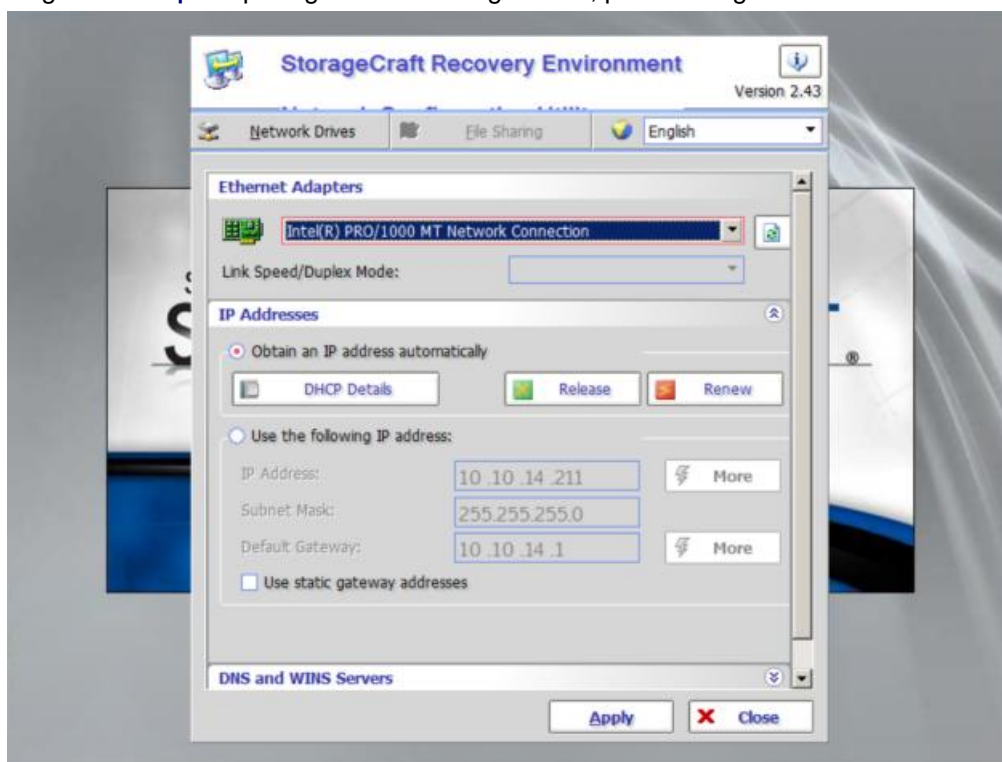 StorageCraft Recovery Environment
Version 2.43
Network Drives
File Sharing
English
Ethernet Adapters
Intel(R) PRO/1000 MT Network Connection
Link Speed/Duplex Mode:
IP Addresses
Obtain an IP address automatically
DHCP Details
Release
Renew
Use the following IP address:
IP Address:
10 .10 .14 .211
More
Subnet Mask:
255.255.255.0
Default Gateway:
10 .10 .14 .1
More
Use static gateway addresses
DNS and WINS Servers
Apply
Close
®